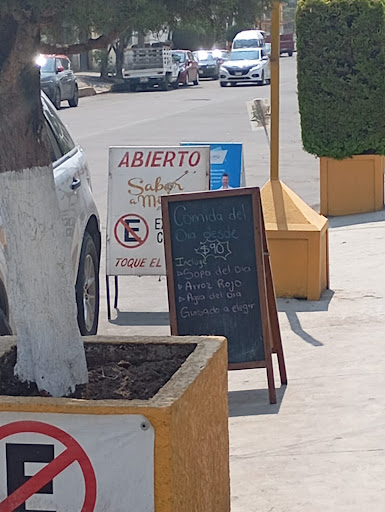 ABIERTO
Sabor
a M
E
E
TOQUE EL
Comida del
Dia desde
$90
Incluye
Sopa del dia
Arroz Rojo
Agua del dia
Guisado a elegir
E